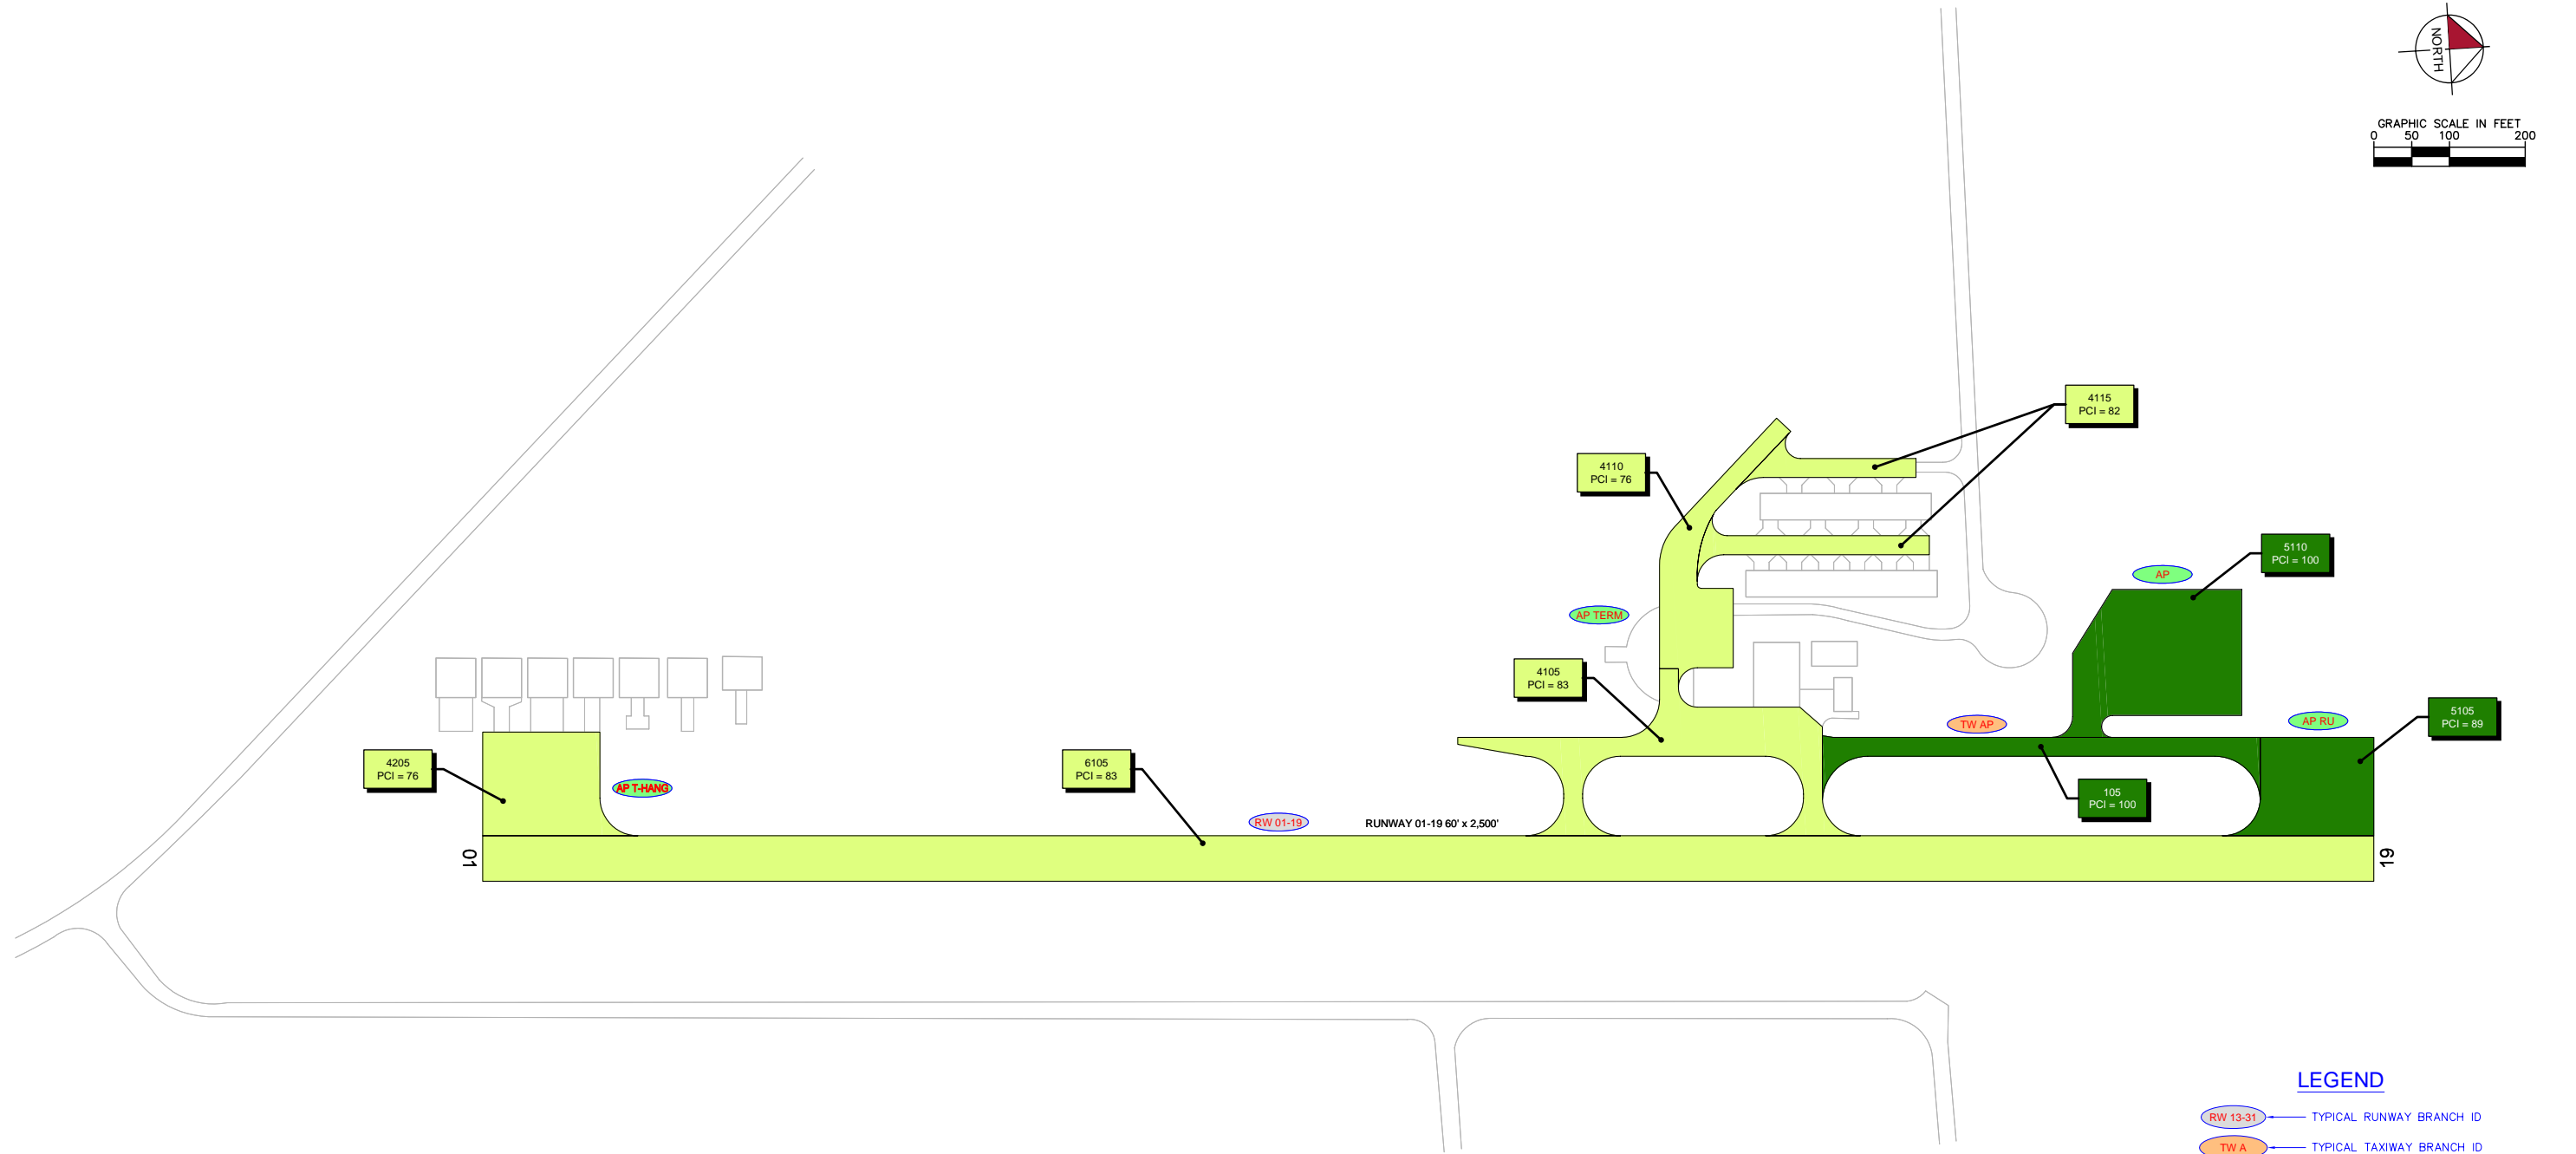 NORTH
GRAPHIC SCALE IN FEET
0 50 100 200
4115
PCI = 82
4110
PCI = 76
5110
PCI = 100
AP
AP TERM
4105
PCI = 83
5105
PCI = 89
AP RU
TW AP
4205
PCI = 76
6105
PCI = 83
AP T-HANG
105
PCI = 100
RW 01-19
RUNWAY 01-19 60' x 2,500'
01
19
LEGEND
RW 13-31 TYPICAL RUNWAY BRANCH ID
TW A TYPICAL TAXIWAY BRANCH ID